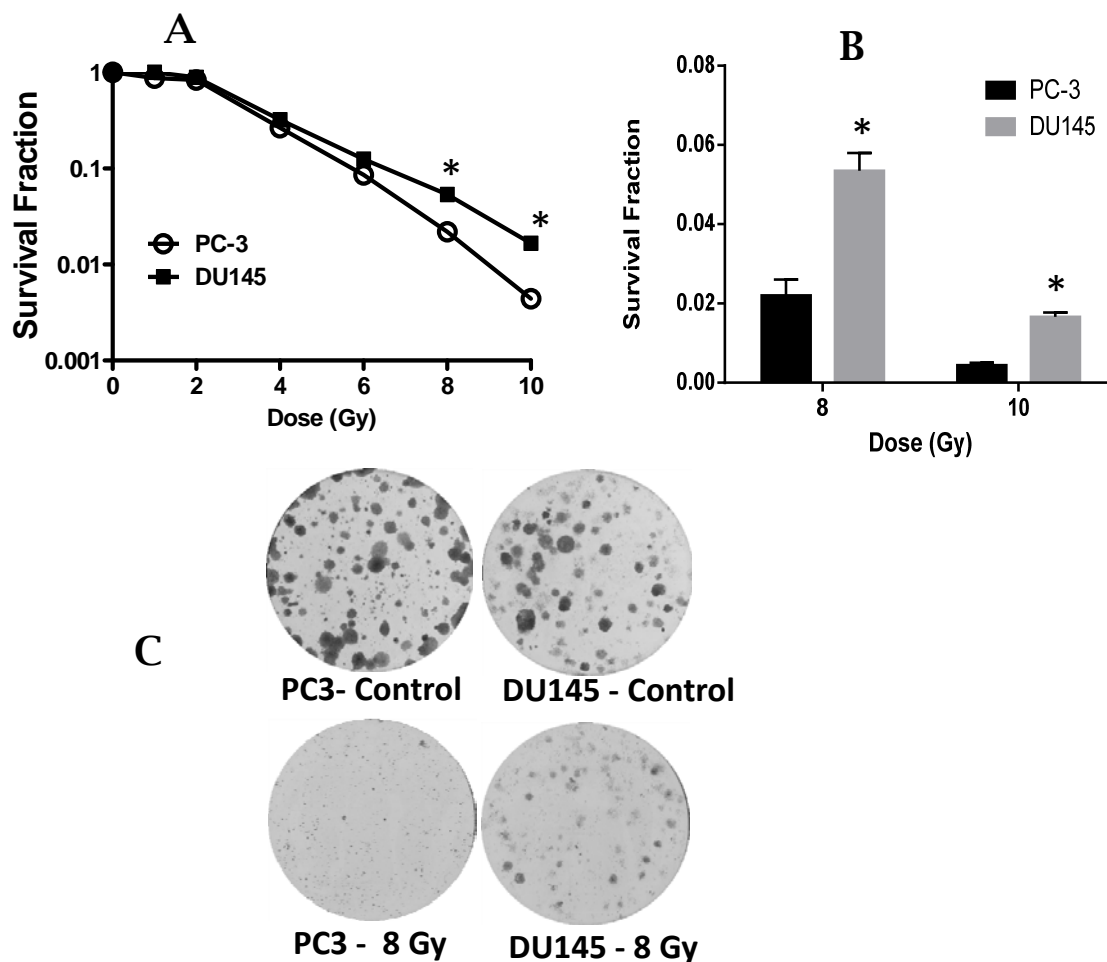 A
Survival Fraction
1
0.1
0.01
0.001
* *
PC-3
DU145
0 2 4 6 8 10
Dose (Gy)
B
Survival Fraction
0.08
0.06
0.04
0.02
0.00
PC-3
DU145
* *
8 10
Dose (Gy)
C
PC3- Control DU145 - Control
PC3 - 8 Gy DU145 - 8 Gy